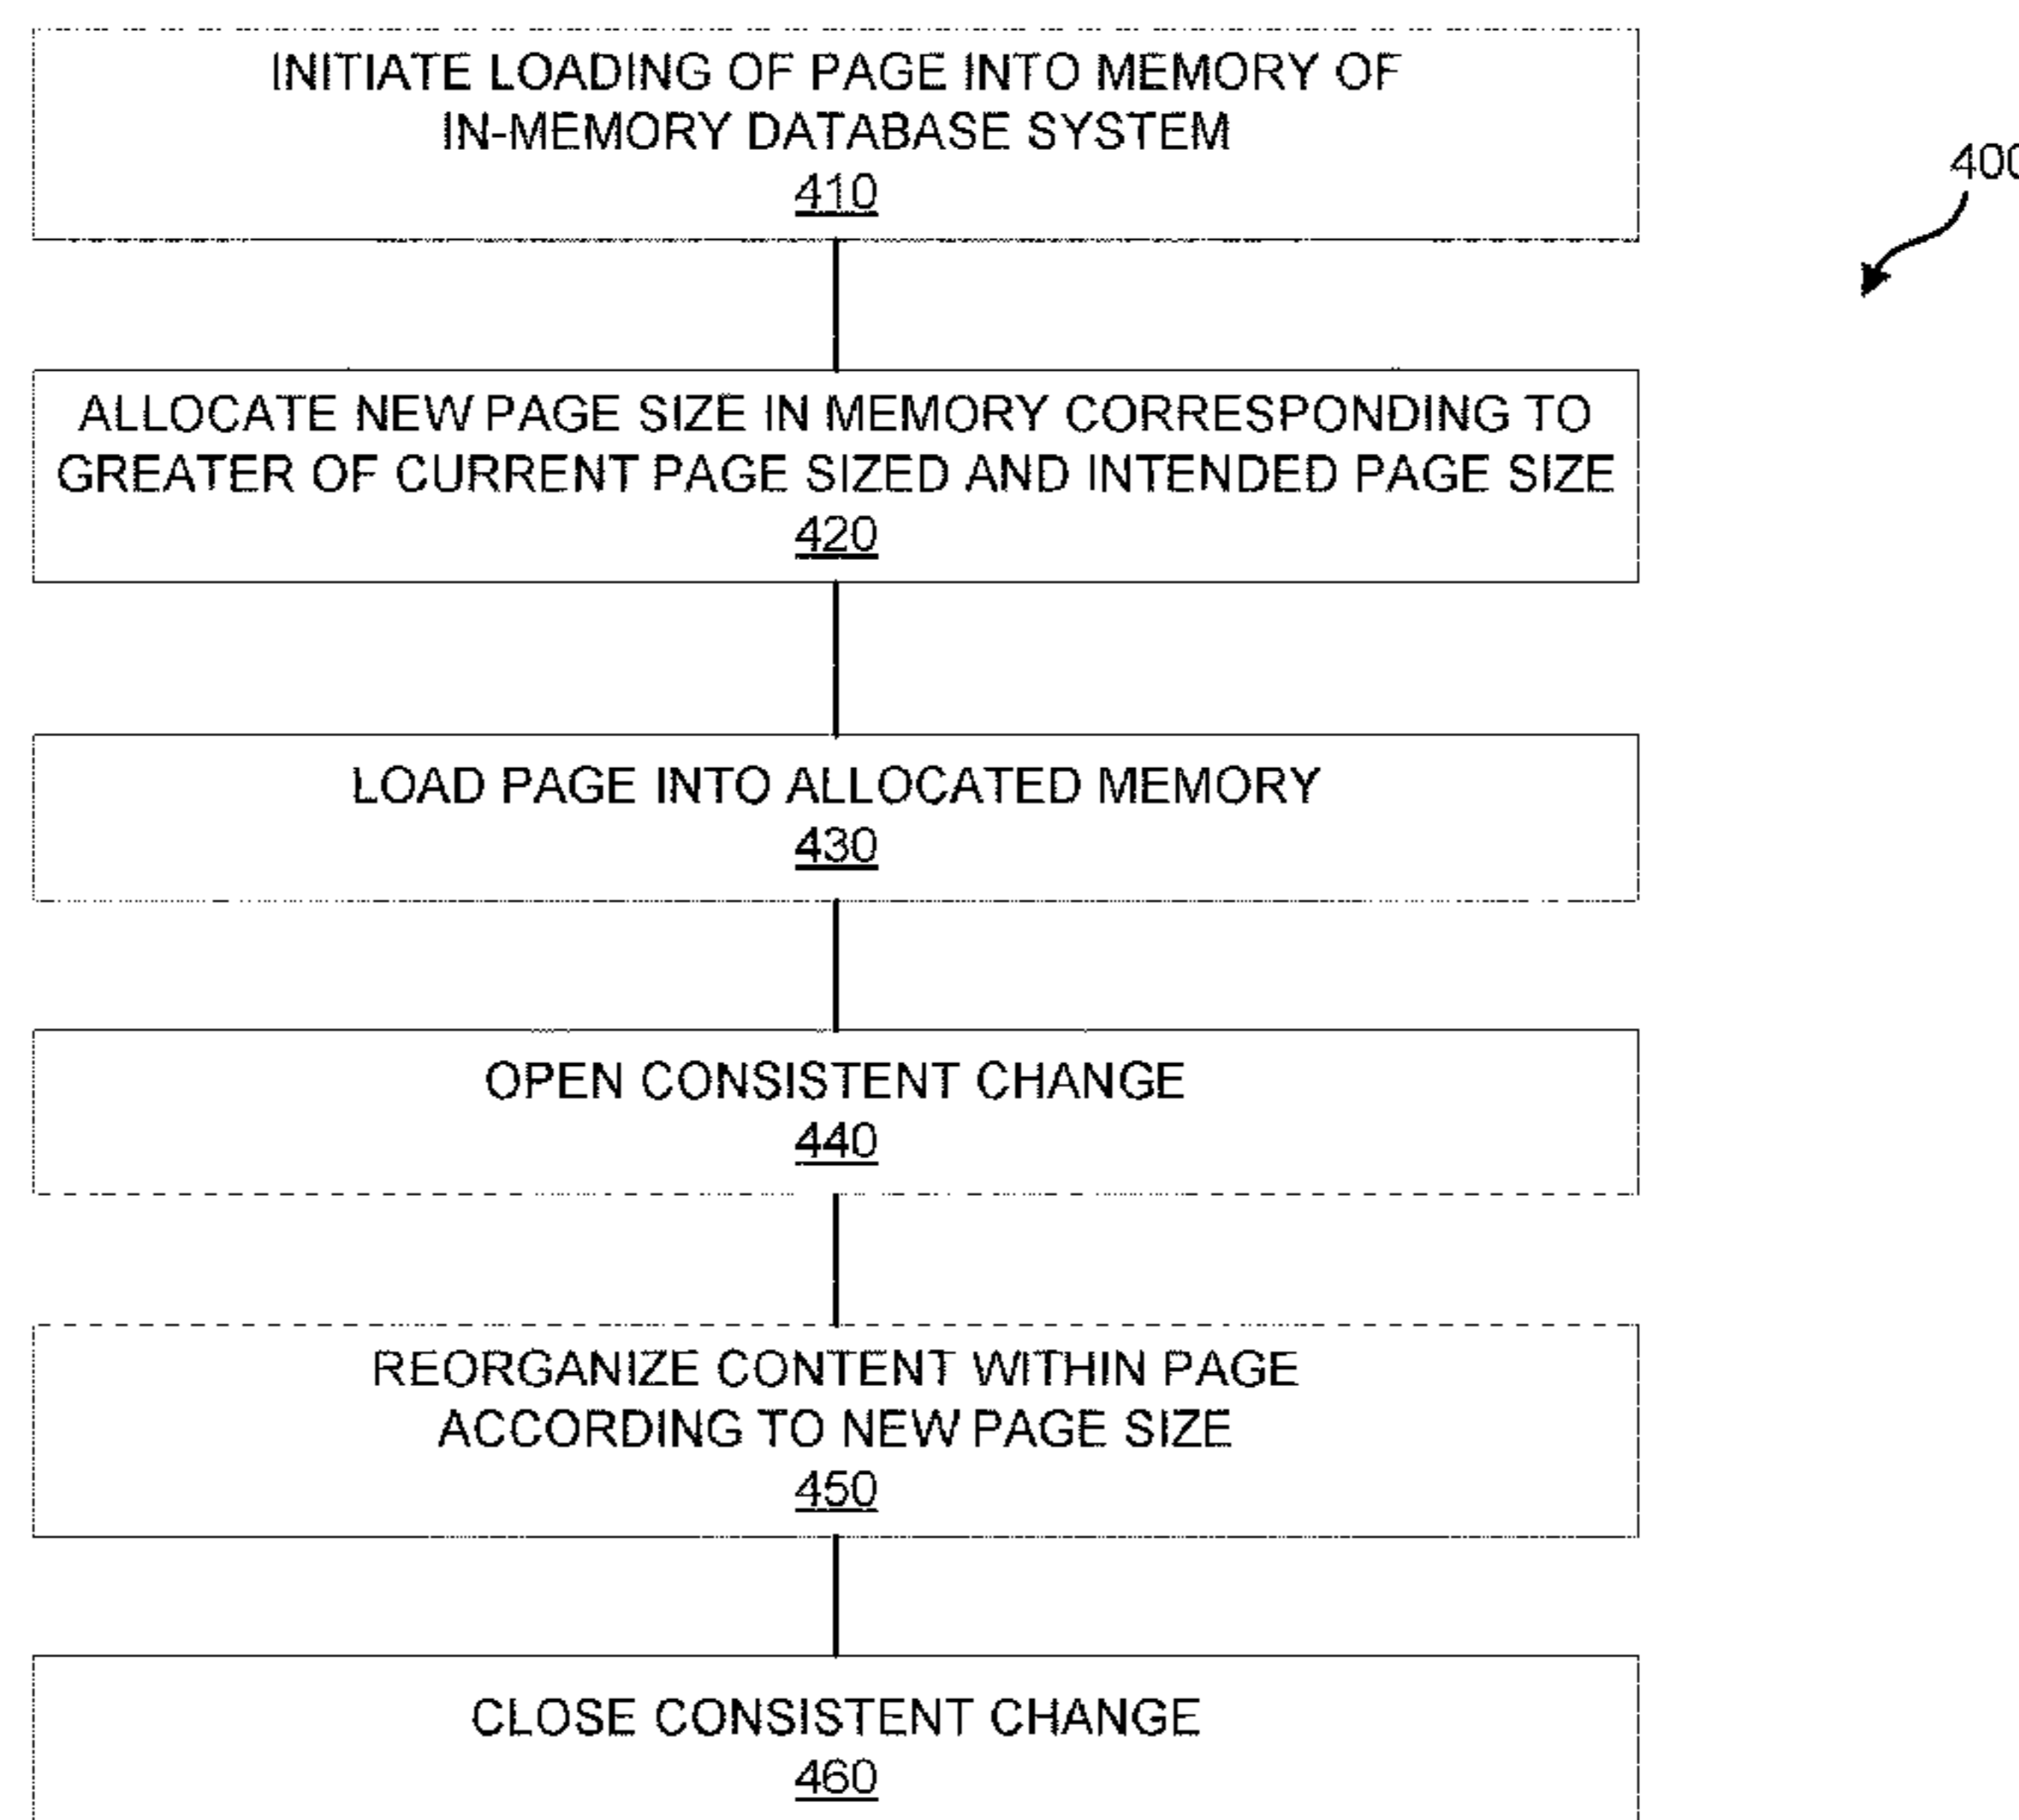 INITIATE LOADING OF PAGE INTO MEMORY OF
IN-MEMORY DATABASE SYSTEM
410
400
ALLOCATE NEW PAGE SIZE IN MEMORY CORRESPONDING TO
GREATER OF CURRENT PAGE SIZED AND INTENDED PAGE SIZE
420
LOAD PAGE INTO ALLOCATED MEMORY
430
OPEN CONSISTENT CHANGE
440
REORGANIZE CONTENT WITHIN PAGE
ACCORDING TO NEW PAGE SIZE
450
CLOSE CONSISTENT CHANGE
460